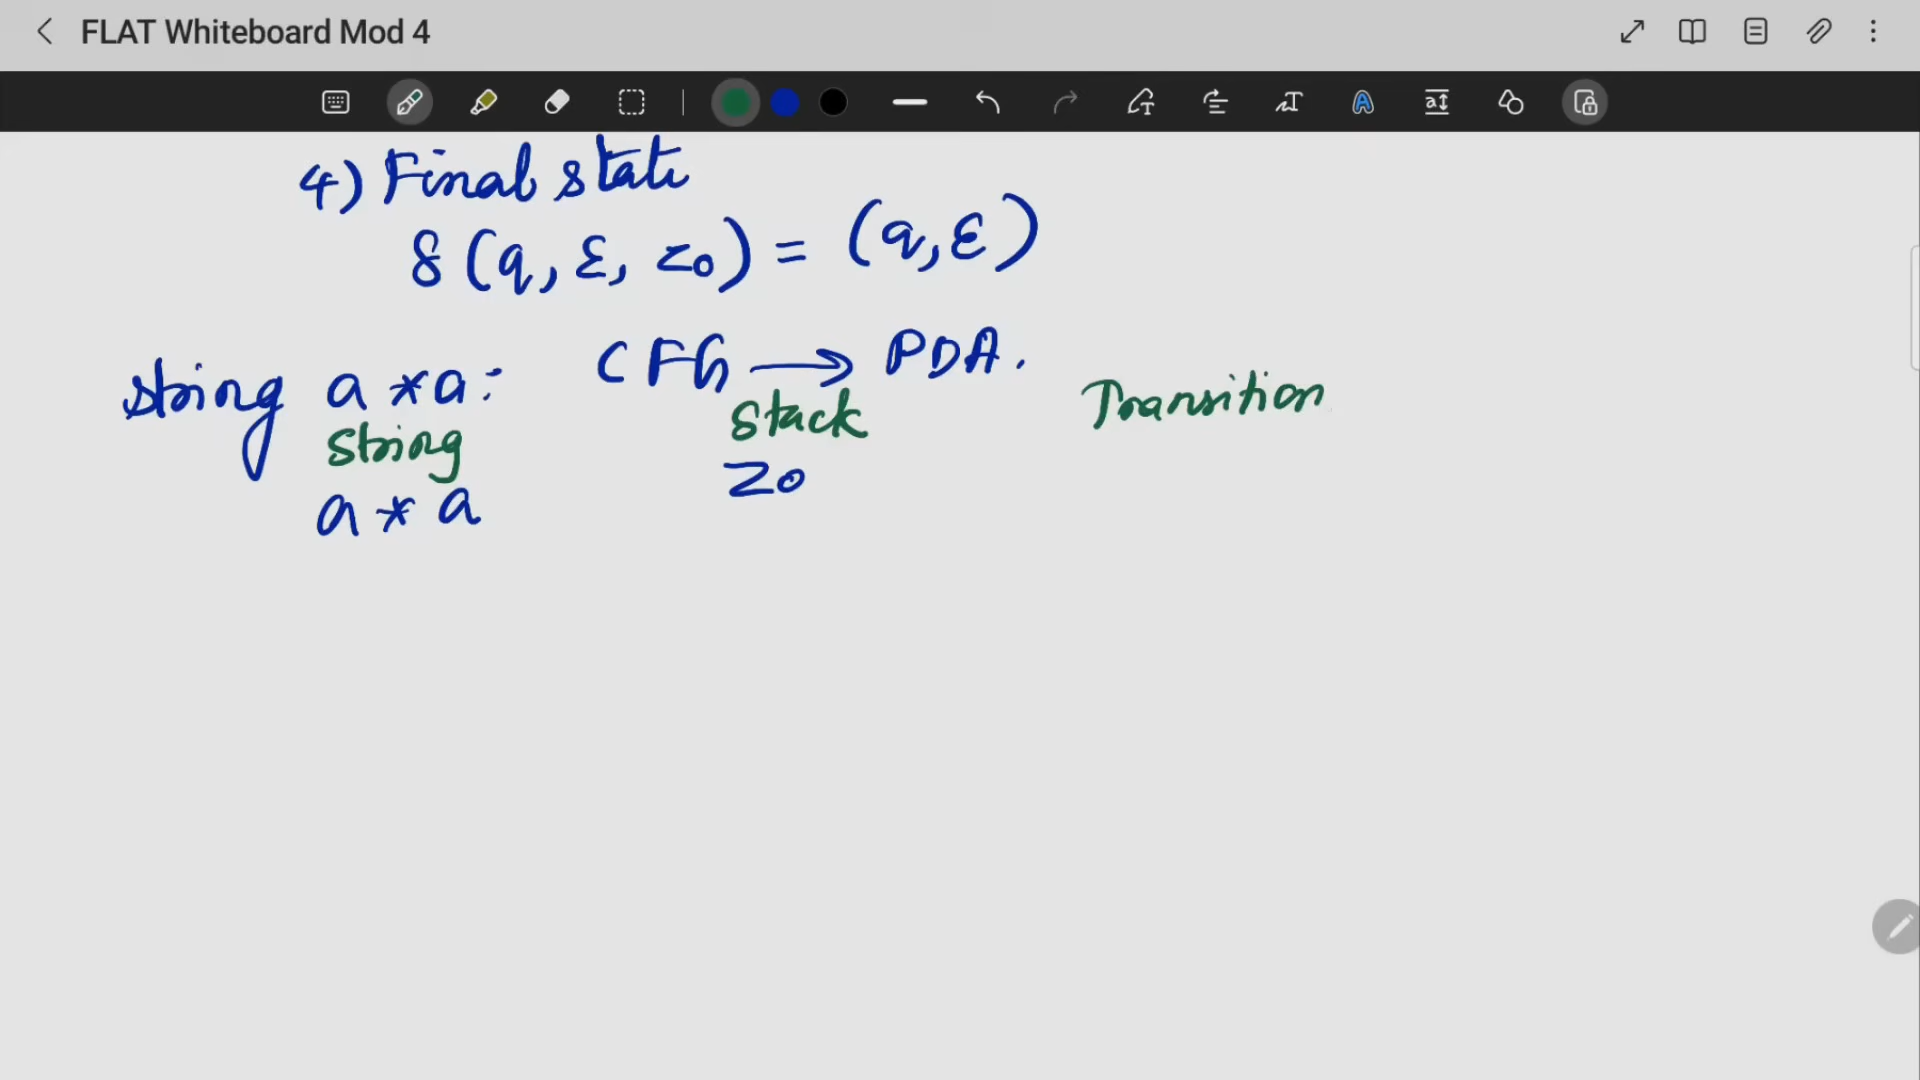 FLAT Whiteboard Mod 4
4) Final state
δ(q, ε, z0) = (q, ε)
CFG → PDA.
string a * a :
string stack Transition
a * a z0